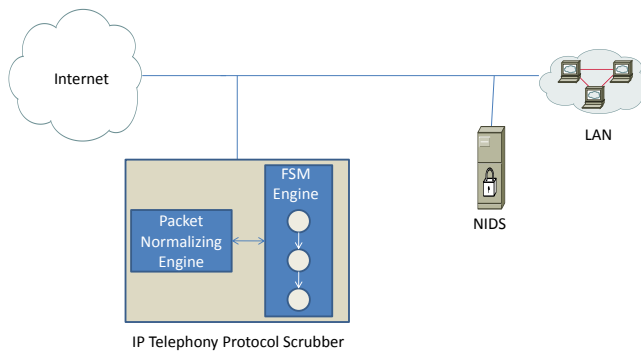 Internet
LAN
NIDS
FSM
Engine
Packet
Normalizing
Engine
IP Telephony Protocol Scrubber